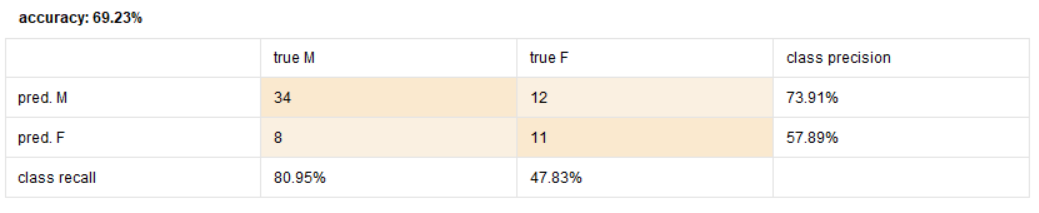 accuracy: 69.23%
true M true F class precision
pred. M 34 12 73.91%
pred. F 8 11 57.89%
class recall 80.95% 47.83%